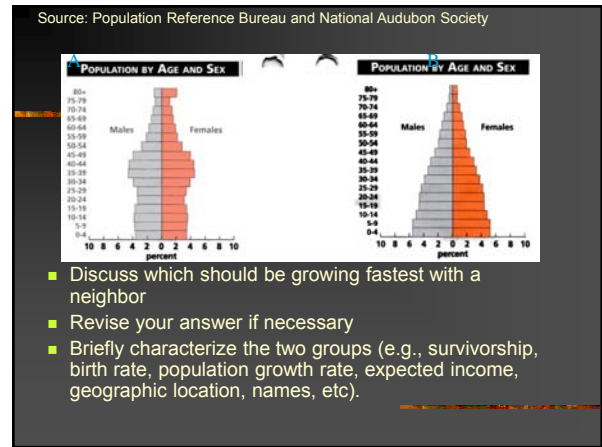 Source: Population Reference Bureau and National Audubon Society
A
POPULATION BY AGE AND SEX
80+
75-79
70-74
65-69
60-64
55-59
50-54
45-49
40-44
35-39
30-34
25-29
20-24
15-19
10-14
5-9
0-4
Males
Females
10 8 6 4 2 0 2 4 6 8 10
percent
B
POPULATION BY AGE AND SEX
80+
75-79
70-74
65-69
60-64
55-59
50-54
45-49
40-44
35-39
30-34
25-29
20-24
15-19
10-14
5-9
0-4
Males
Females
10 8 6 4 2 0 2 4 6 8 10
percent
Discuss which should be growing fastest with a
neighbor
Revise your answer if necessary
Briefly characterize the two groups (e.g., survivorship,
birth rate, population growth rate, expected income,
geographic location, names, etc).